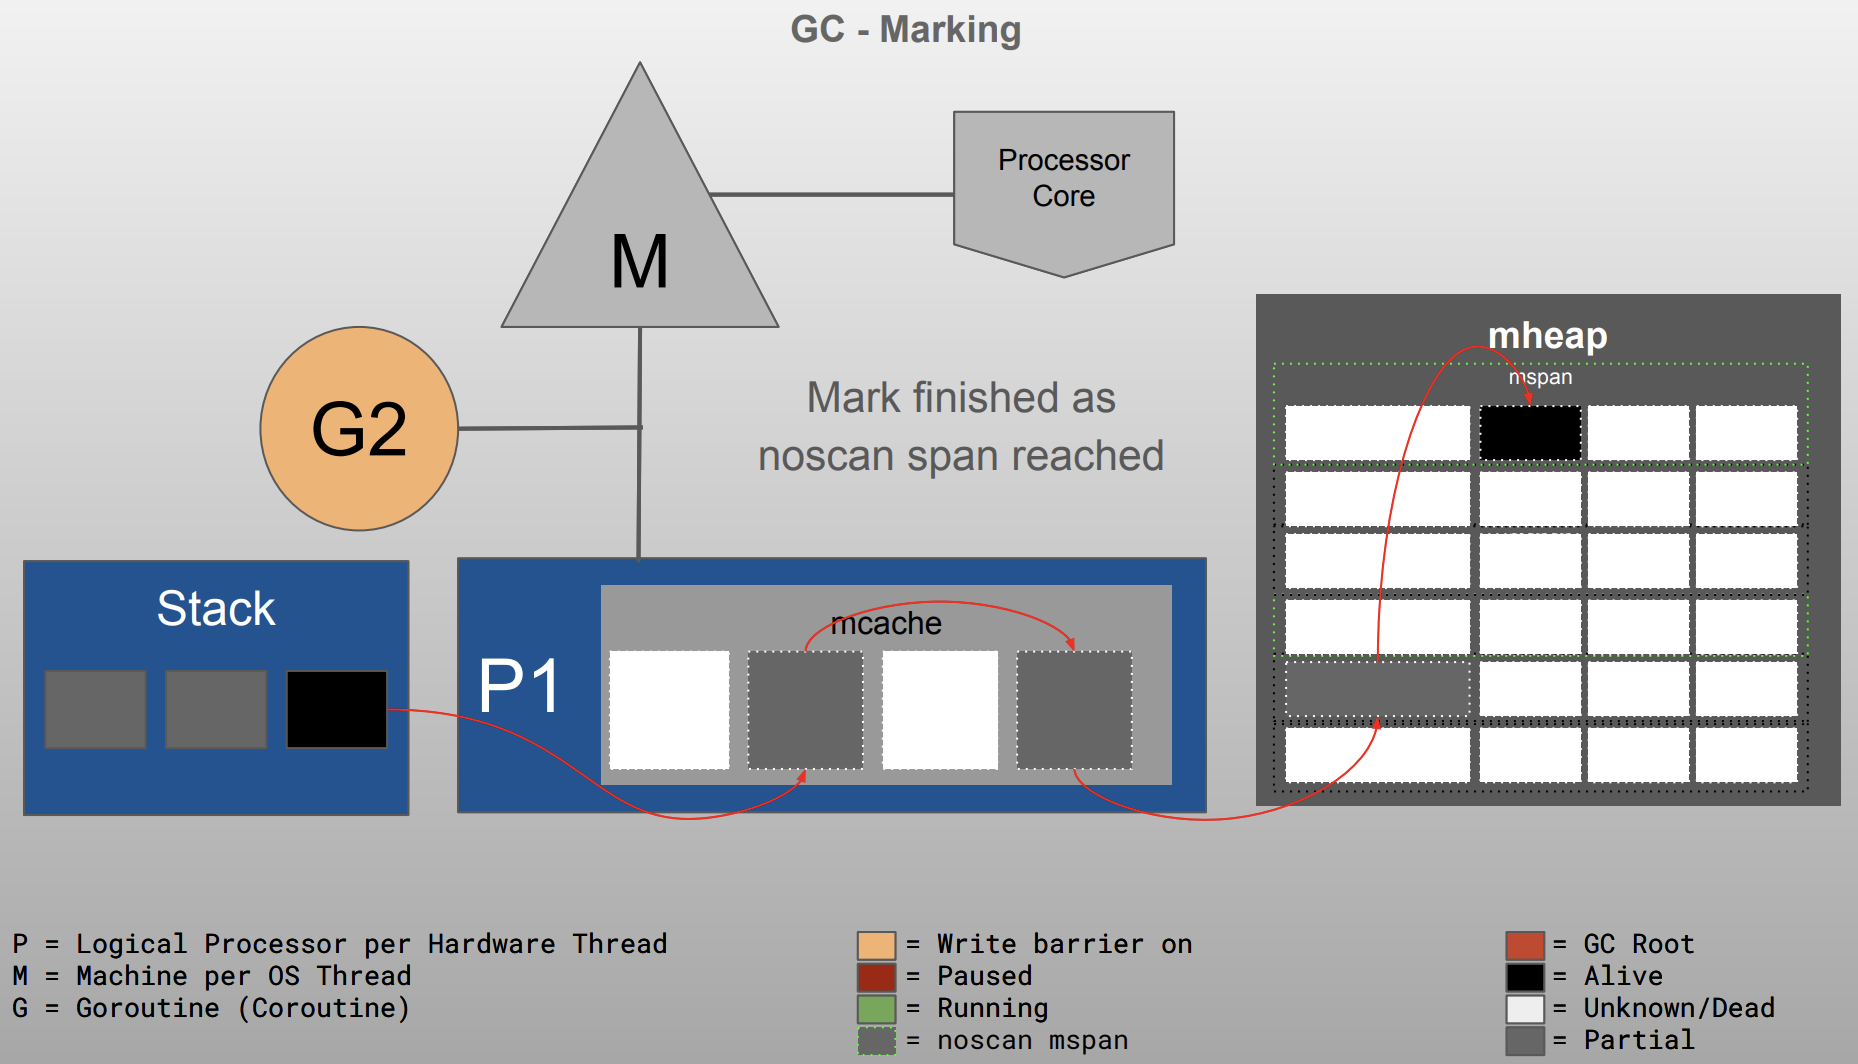 GC - Marking
Processor
Core
M
mheap
mspan
G2
Mark finished as
noscan span reached
Stack
mcache
P1
P = Logical Processor per Hardware Thread
M = Machine per OS Thread
G = Goroutine (Coroutine)
= Write barrier on
= Paused
= Running
= noscan mspan
= GC Root
= Alive
= Unknown/Dead
= Partial